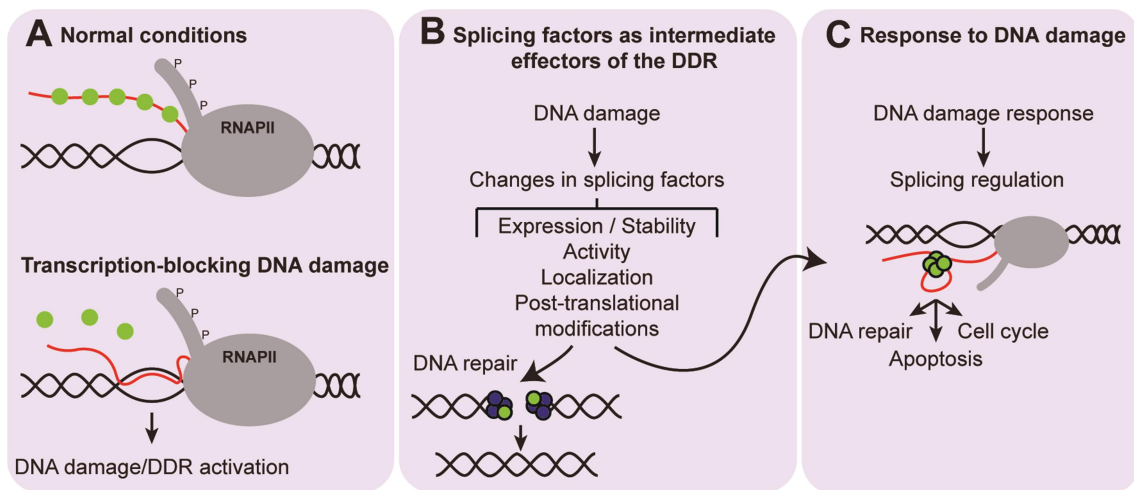 A Normal conditions
P
P
P
RNAPII
Transcription-blocking DNA damage
P
P
P
RNAPII
DNA damage/DDR activation
B Splicing factors as intermediate
effectors of the DDR
DNA damage
Changes in splicing factors
Expression / Stability
Activity
Localization
Post-translational
modifications
DNA repair
C Response to DNA damage
DNA damage response
Splicing regulation
DNA repair
Cell cycle
Apoptosis